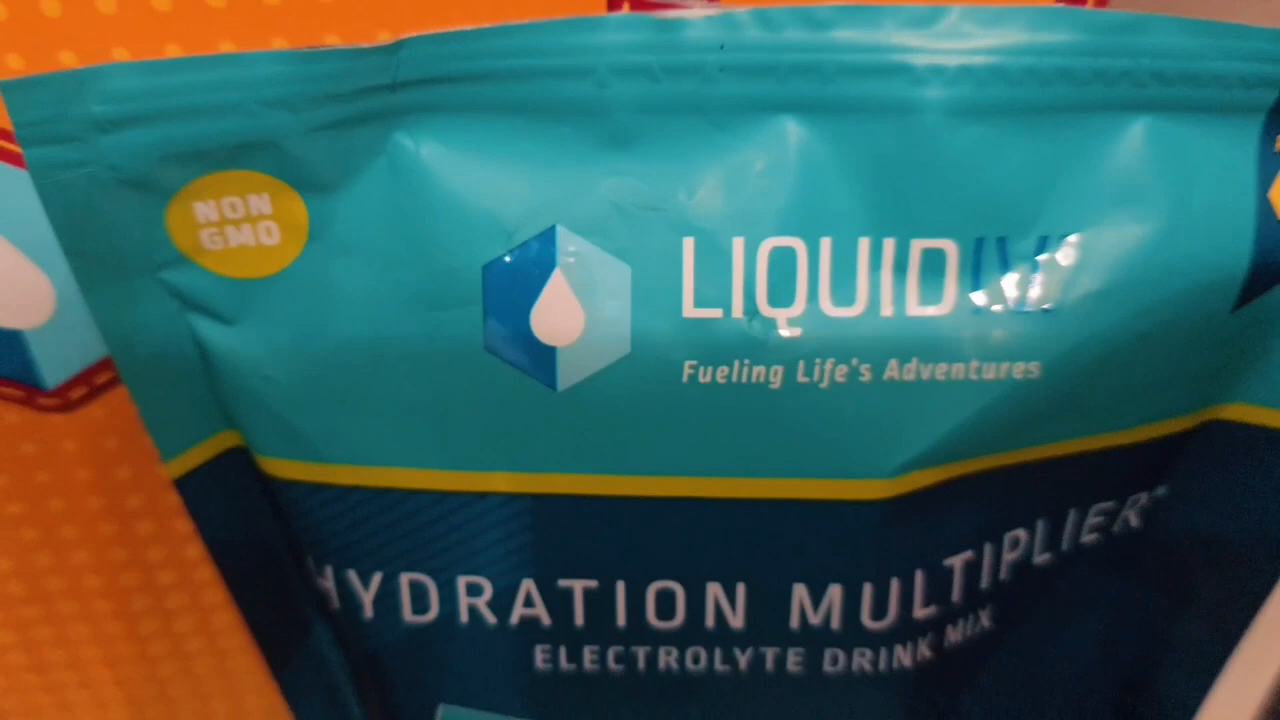 NON
GMO
LIQUID I.V.
Fueling Life's Adventures
HYDRATION MULTIPLIER
ELECTROLYTE DRINK MIX